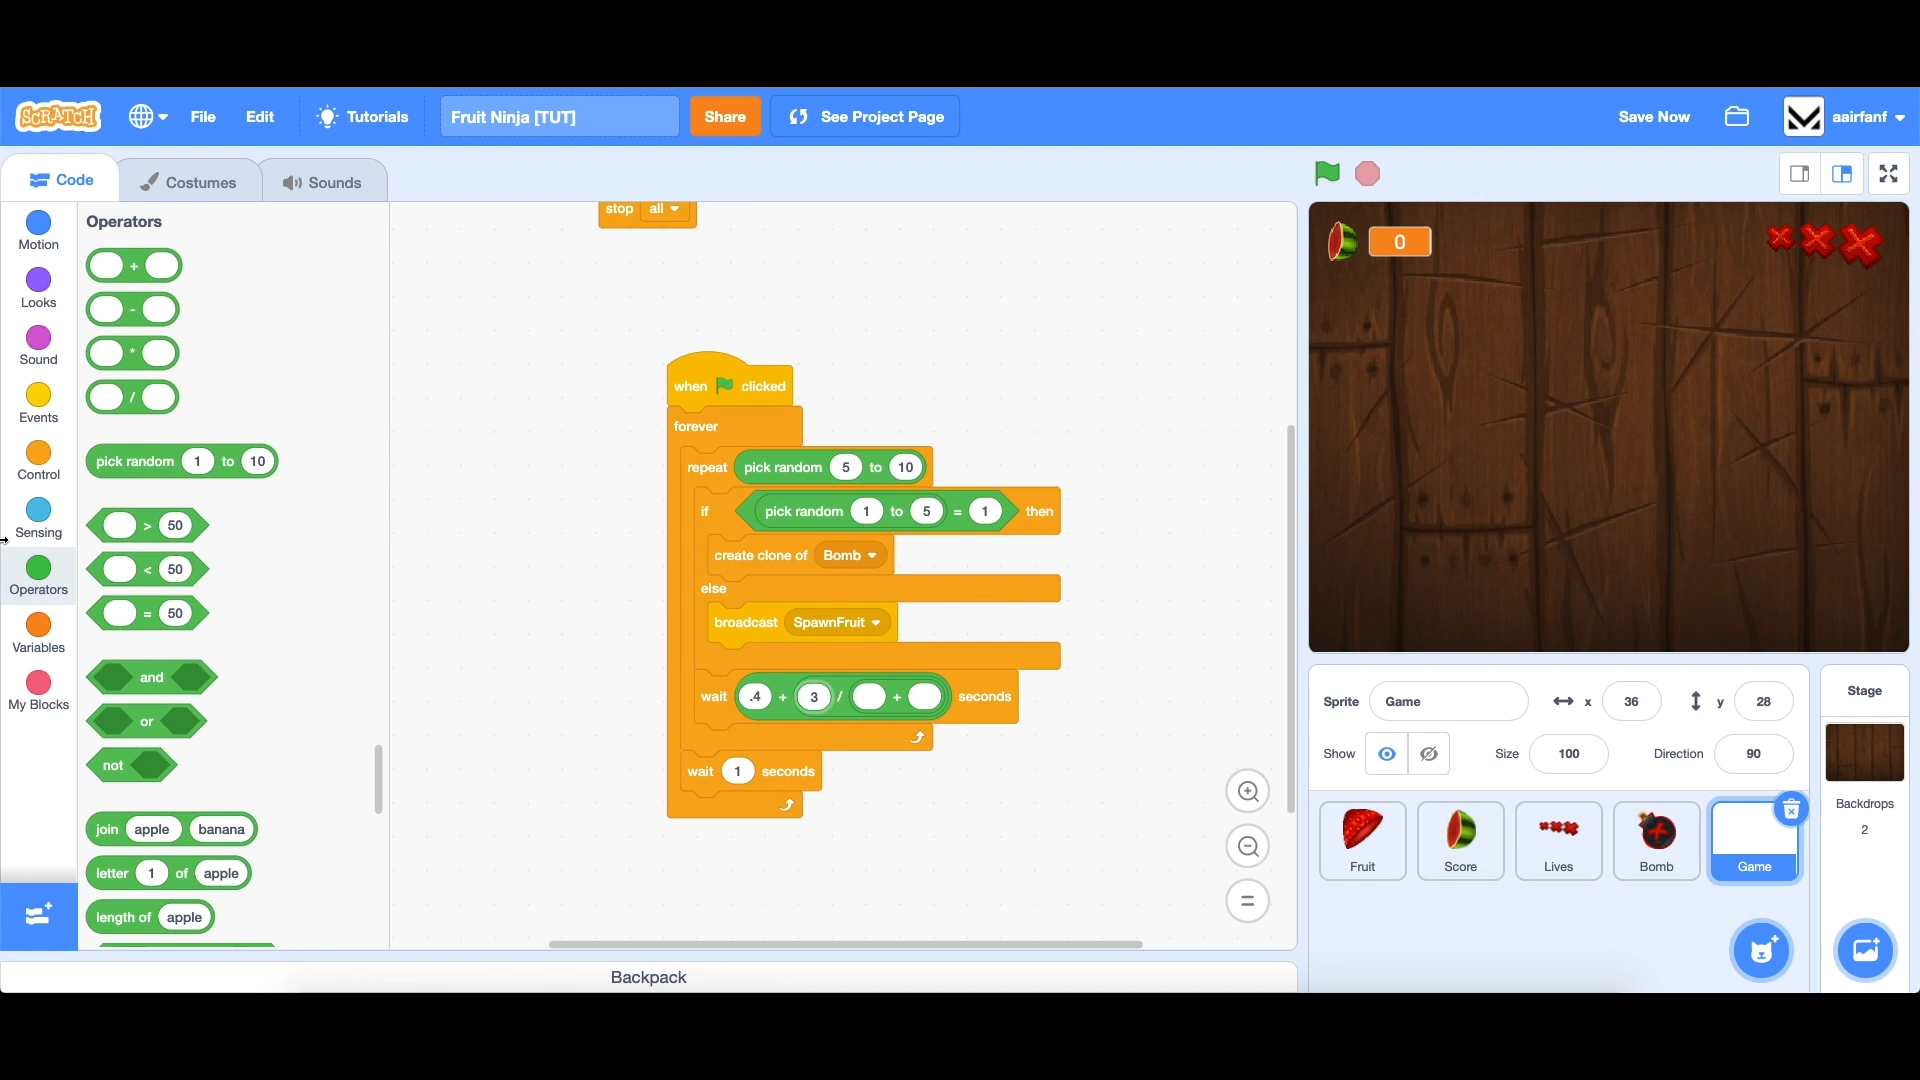 SCRATCH File Edit Tutorials Fruit Ninja [TUT] Share See Project Page Save Now aairfanf
Code Costumes Sounds
Motion
Looks
Sound
Events
Control
Sensing
Operators
Variables
My Blocks
Operators
+
-
*
/
pick random 1 to 10
> 50
< 50
= 50
and
or
not
join apple banana
letter 1 of apple
length of apple
stop all
when clicked
forever
repeat pick random 5 to 10
if pick random 1 to 5 = 1 then
create clone of Bomb
else
broadcast SpawnFruit
wait .4 + 3 / + seconds
wait 1 seconds
Backpack
0
Sprite Game x 36 y 28
Show Size 100 Direction 90
Fruit Score Lives Bomb Game
Stage
Backdrops
2